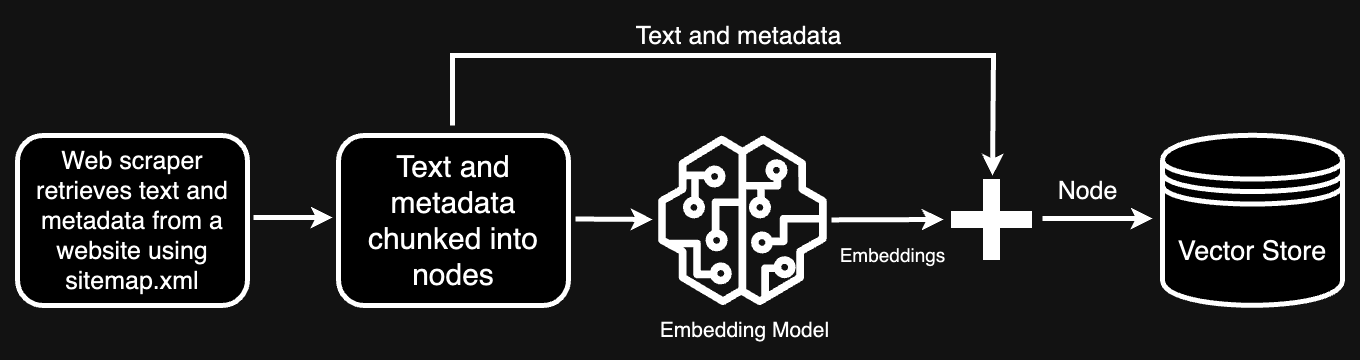 Text and metadata
Web scraper
retrieves text and
metadata from a
website using
sitemap.xml
Text and
metadata
chunked into
nodes
Embedding Model
Embeddings
Node
Vector Store